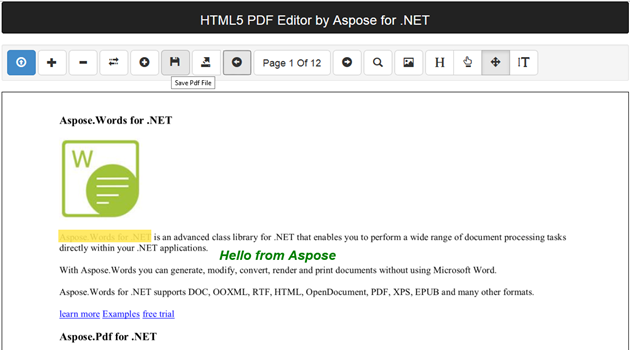 HTML5 PDF Editor by Aspose for .NET
Page 1 Of 12
H
T
Save Pdf File
Aspose.Words for .NET
W
Aspose.Words for .NET is an advanced class library for .NET that enables you to perform a wide range of document processing tasks
directly within your .NET applications.
Hello from Aspose
With Aspose.Words you can generate, modify, convert, render and print documents without using Microsoft Word.
Aspose.Words for .NET supports DOC, OOXML, RTF, HTML, OpenDocument, PDF, XPS, EPUB and many other formats.
learn more Examples free trial
Aspose.Pdf for .NET